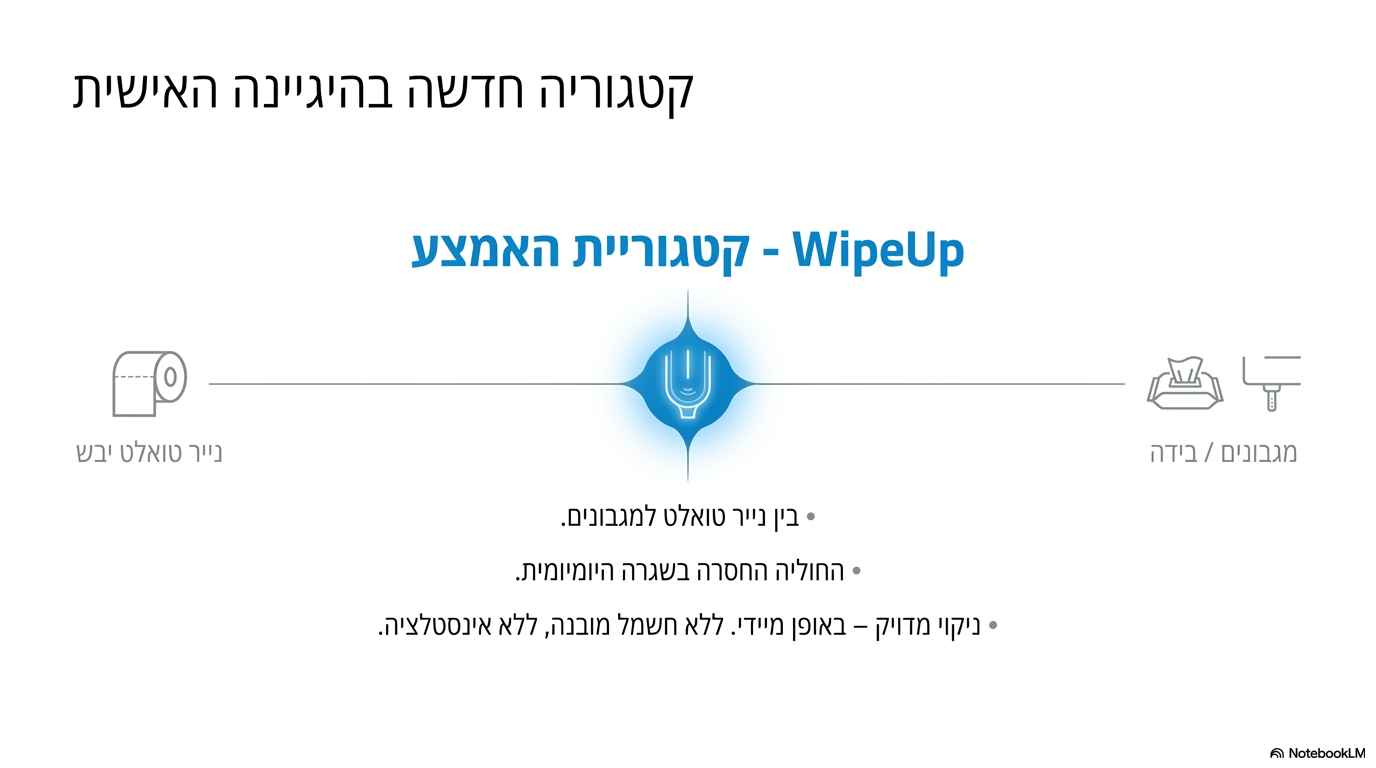 קטגוריה חדשה בהיגיינה האישית
WipeUp - קטגוריית האמצע
מגבונים / בידה
נייר טואלט יבש
• בין נייר טואלט למגבונים.
• החוליה החסרה בשגרה היומיומית.
• ניקוי מדויק – באופן מיידי. ללא חשמל מובנה, ללא אינסטלציה.
NotebookLM